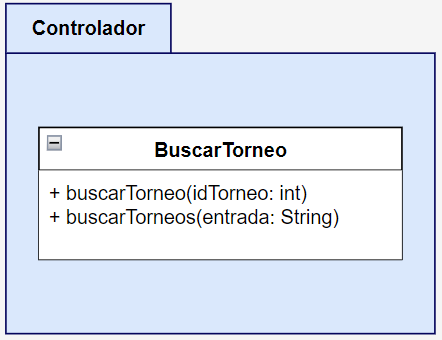 Controlador
BuscarTorneo
+ buscarTorneo(idTorneo: int)
+ buscarTorneos(entrada: String)